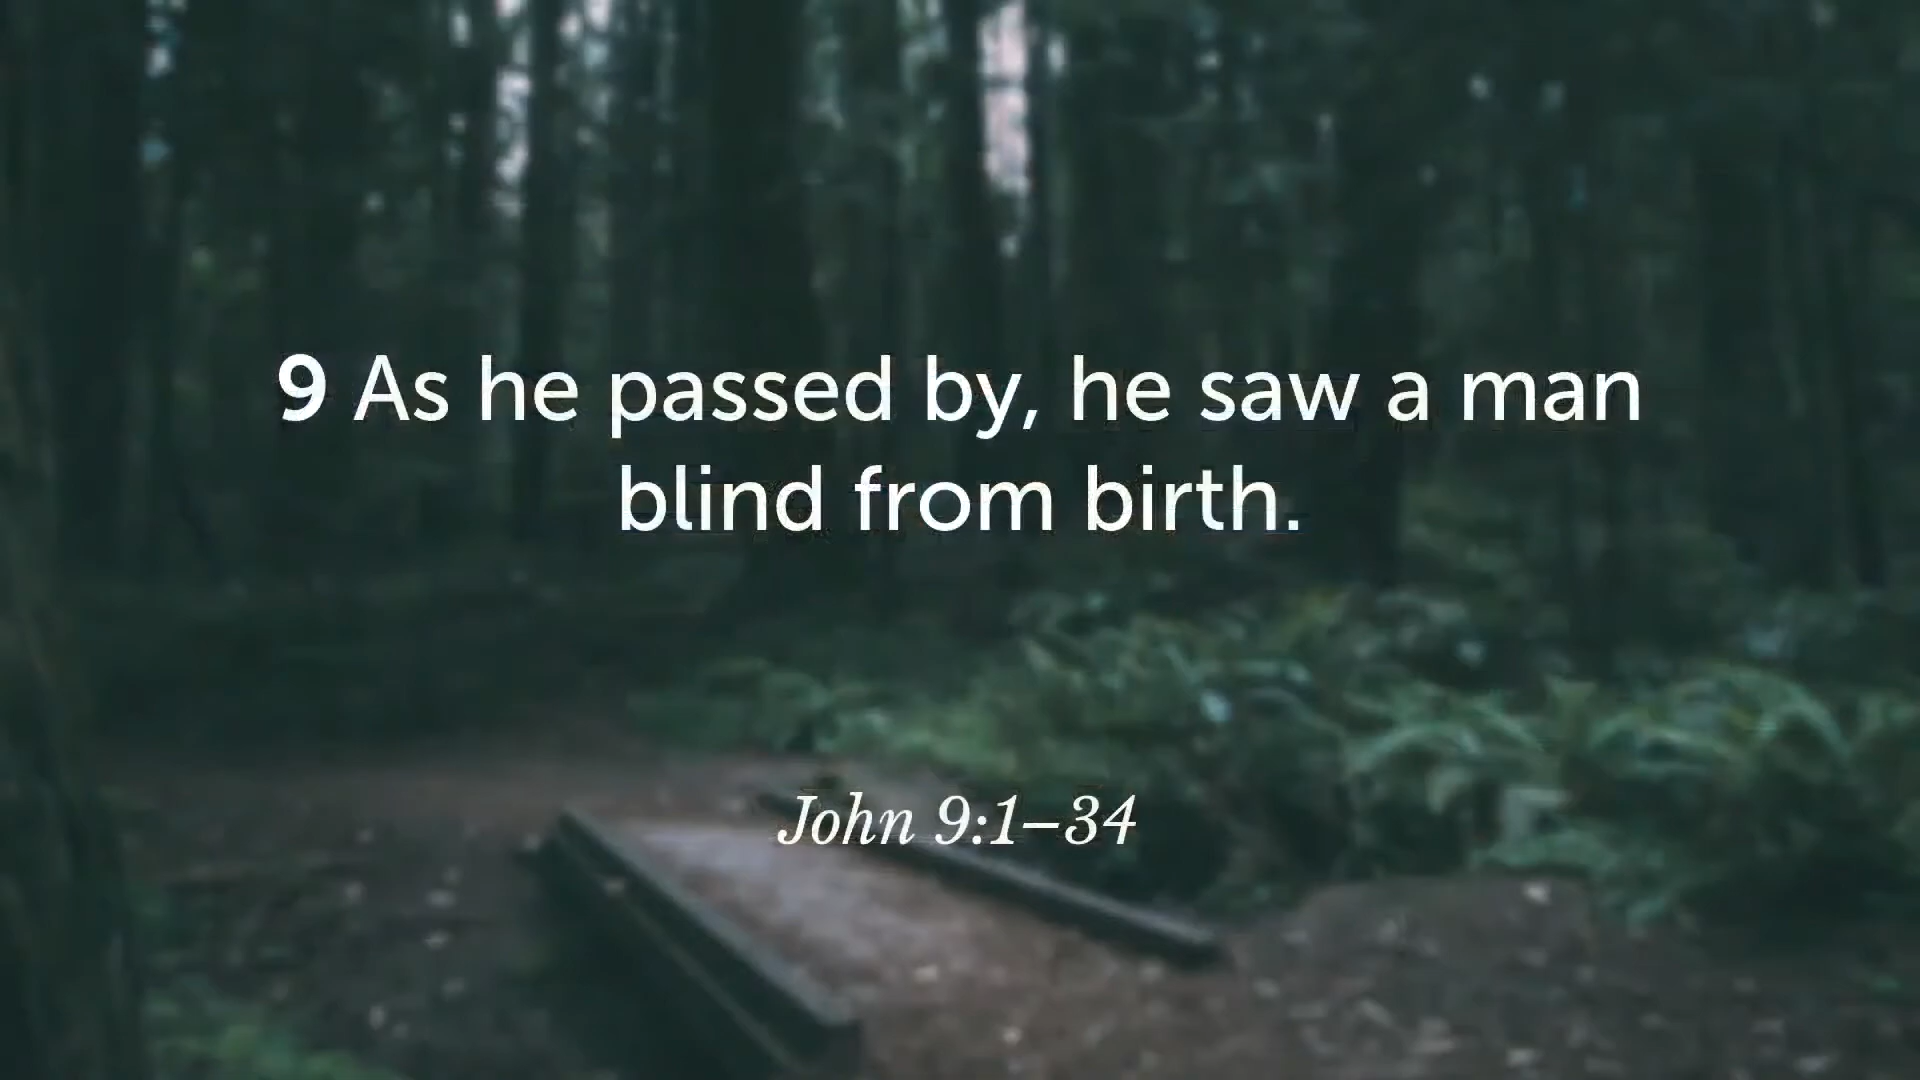 9 As he passed by, he saw a man
blind from birth.
John 9:1–34